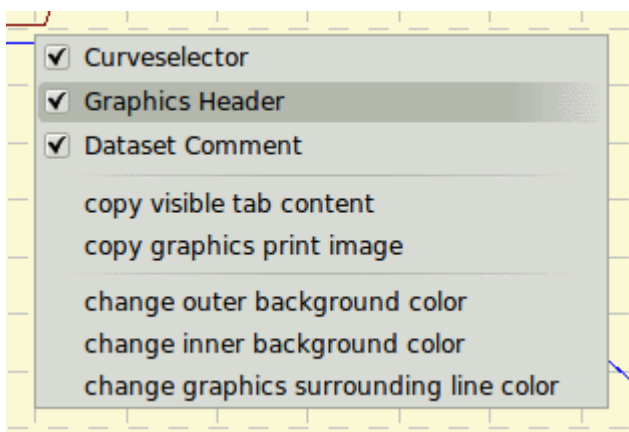 Curveselector
Graphics Header
Dataset Comment
copy visible tab content
copy graphics print image
change outer background color
change inner background color
change graphics surrounding line color